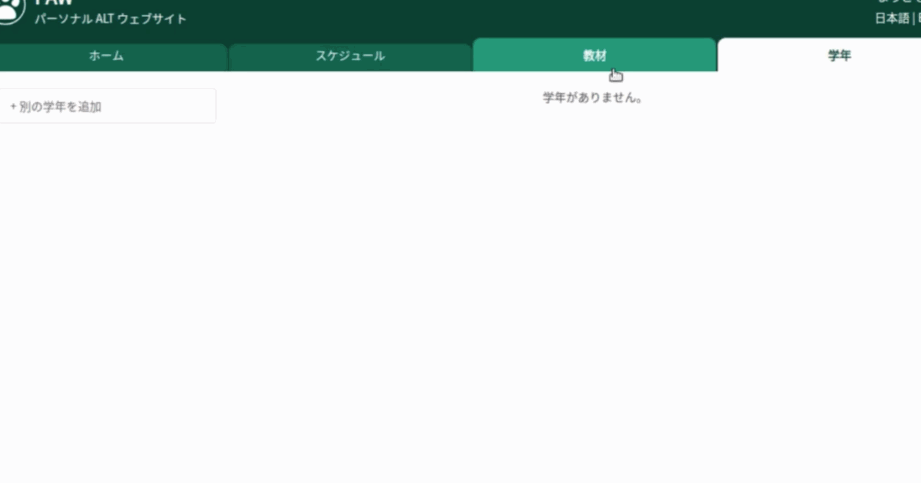 PAW
パーソナル ALT ウェブサイト
日本語 |
ホーム
スケジュール
教材
学年
+ 別の学年を追加
学年がありません。